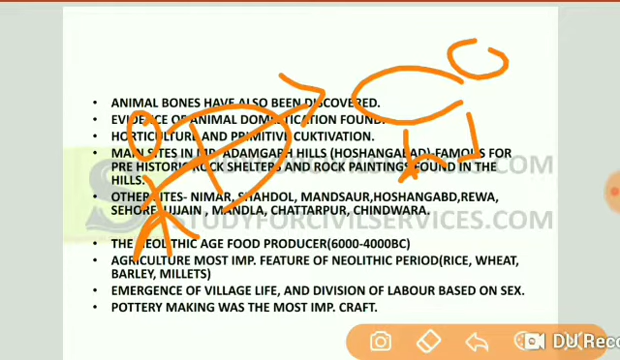 • ANIMAL BONES HAVE ALSO BEEN DISCOVERED.
• EVIDENCE OF ANIMAL DOMESTICATION FOUND.
• HORTICULTURE AND PRIMITIVE CUKTIVATION.
• MAIN SITES IN MP. ADAMGARH HILLS (HOSHANGABAD)-FAMOUS FOR
PRE HISTORIC ROCK SHELTERS AND ROCK PAINTINGS FOUND IN THE
HILLS.
• OTHER SITES- NIMAR, SHAHDOL, MANDSAUR,HOSHANGABD,REWA,
SEHORE UJJAIN , MANDLA, CHATTARPUR, CHINDWARA.
STUDYFORCIVILSERVICES.COM
• THE NEOLITHIC AGE FOOD PRODUCER(6000-4000BC)
• AGRICULTURE MOST IMP. FEATURE OF NEOLITHIC PERIOD(RICE, WHEAT,
BARLEY, MILLETS)
• EMERGENCE OF VILLAGE LIFE, AND DIVISION OF LABOUR BASED ON SEX.
• POTTERY MAKING WAS THE MOST IMP. CRAFT.
DU Reco